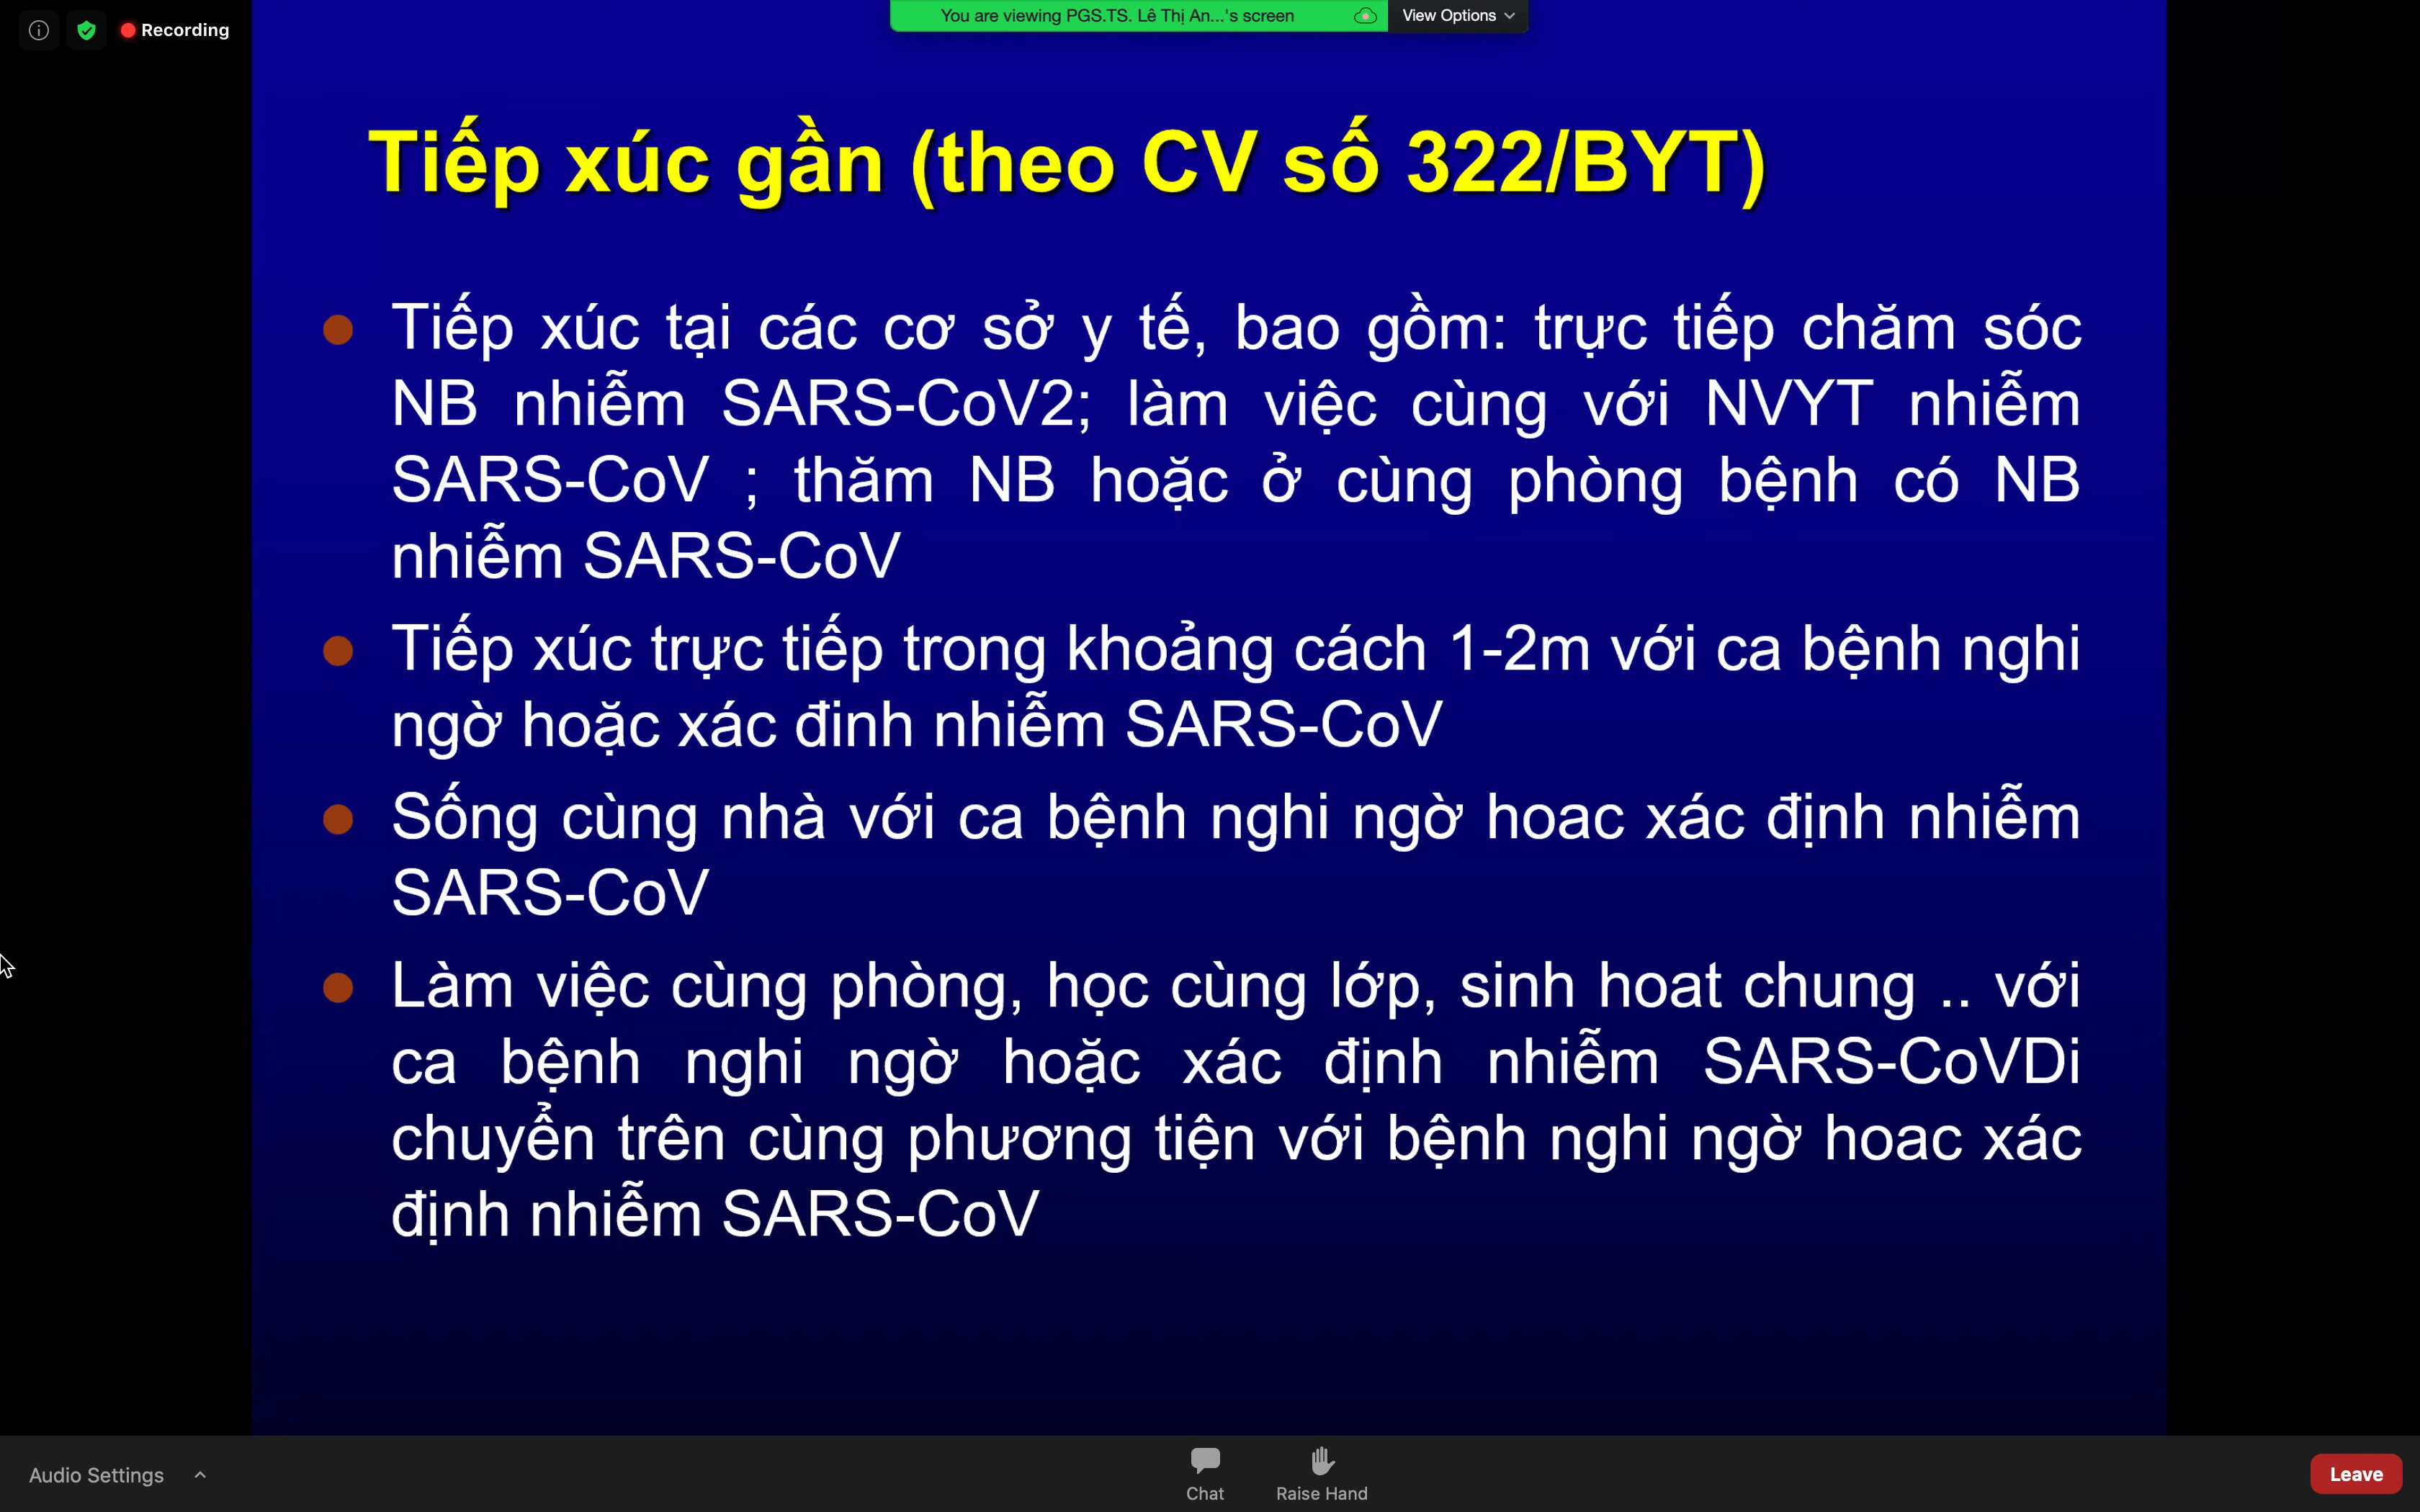 Recording
You are viewing PGS.TS. Lê Thị An...'s screen
View Options
Tiếp xúc gần (theo CV số 322/BYT)
Tiếp xúc tại các cơ sở y tế, bao gồm: trực tiếp chăm sóc
NB nhiễm SARS-CoV2; làm việc cùng với NVYT nhiễm
SARS-CoV ; thăm NB hoặc ở cùng phòng bệnh có NB
nhiễm SARS-CoV
Tiếp xúc trực tiếp trong khoảng cách 1-2m với ca bệnh nghi
ngờ hoặc xác đinh nhiễm SARS-CoV
Sống cùng nhà với ca bệnh nghi ngờ hoac xác định nhiễm
SARS-CoV
Làm việc cùng phòng, học cùng lớp, sinh hoat chung .. với
ca bệnh nghi ngờ hoặc xác định nhiễm SARS-CoVDi
chuyển trên cùng phương tiện với bệnh nghi ngờ hoac xác
định nhiễm SARS-CoV
Audio Settings
Chat
Raise Hand
Leave